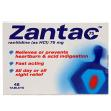 Zantac
ranitidine (as HCl) 75 mg
Relieves or prevents
heartburn & acid indigestion
Fast acting
All day or all
night relief
48
TABLETS